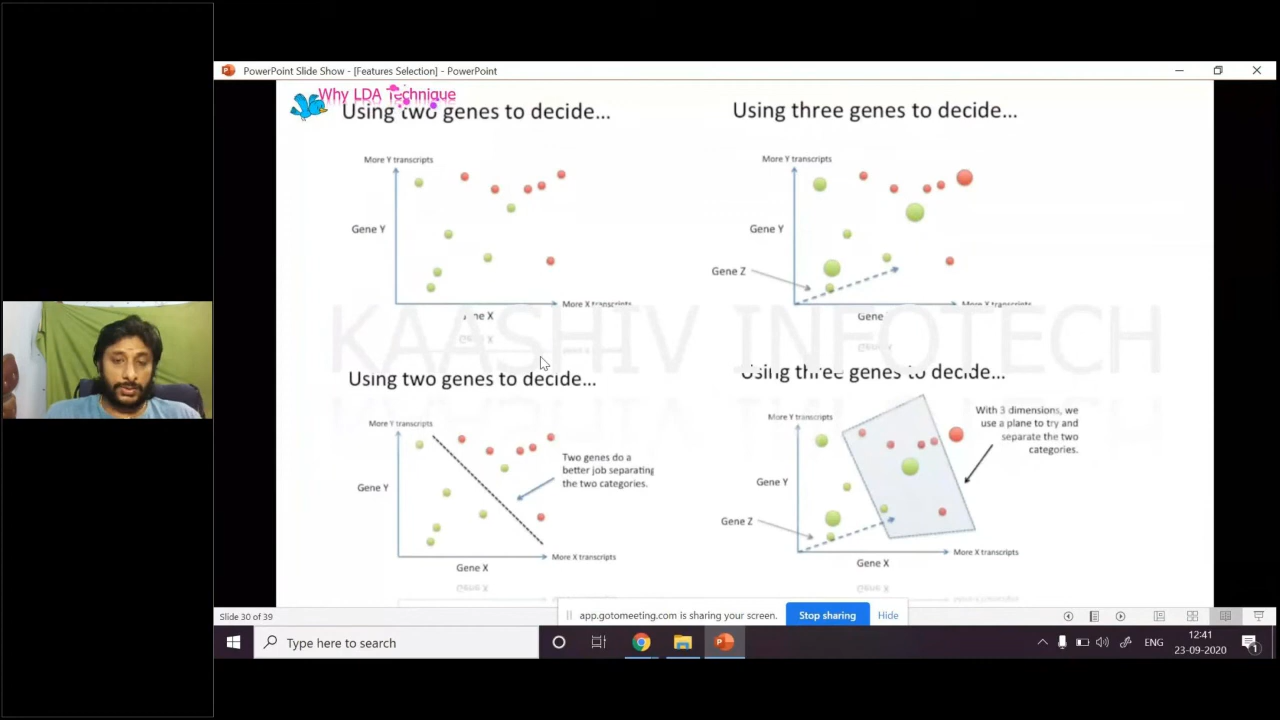 PowerPoint Slide Show - [Features Selection] - PowerPoint
Why LDA Technique
Using two genes to decide...
More Y transcripts
Gene Y
More X transcripts
Using three genes to decide...
More Y transcripts
Gene Y
Gene Z
More X transcripts
Gene
KAASHIV INFOTECH
Using two genes to decide...
More Y transcripts
Gene Y
Two genes do a
better job separating
the two categories.
More X transcripts
Gene X
Using three genes to decide...
More Y transcripts
Gene Y
Gene Z
With 3 dimensions, we
use a plane to try and
separate the two
categories.
More X transcripts
Gene X
app.gotomeeting.com is sharing your screen.
Stop sharing
Hide
Slide 30 of 39
Type here to search
ENG
12:41
23-09-2020
1